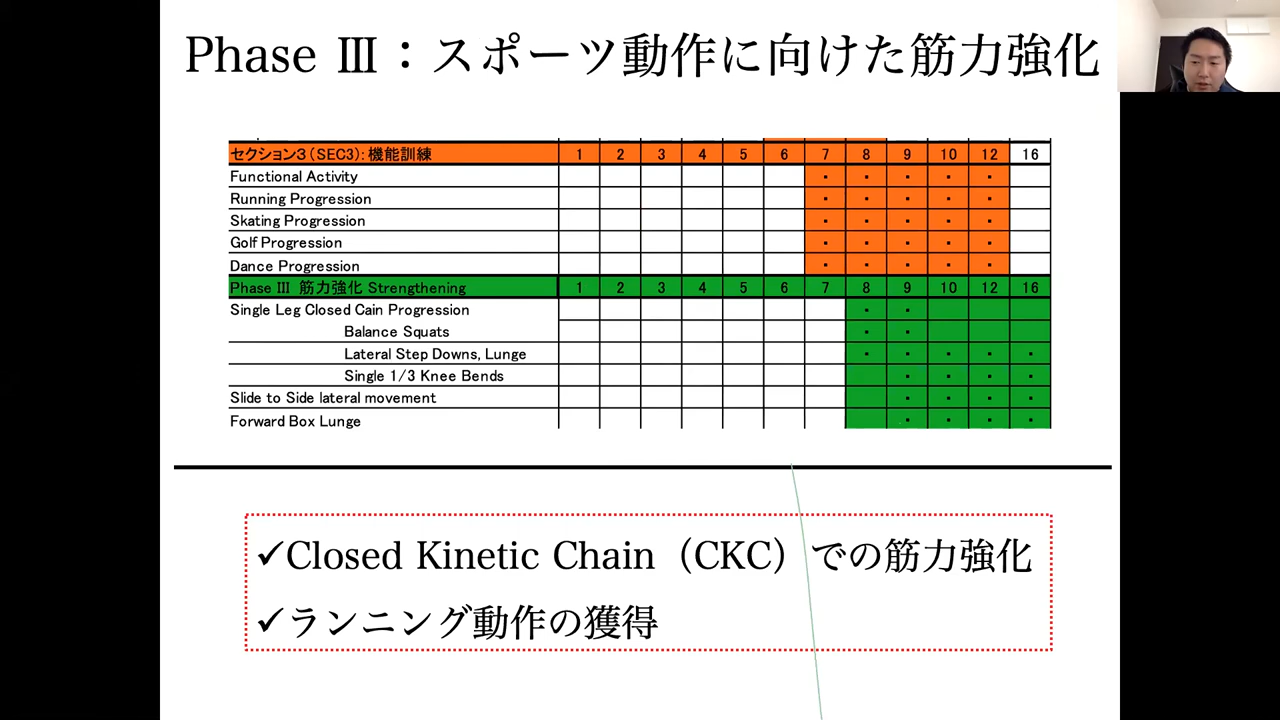 Phase Ⅲ：スポーツ動作に向けた筋力強化
セクション3（SEC3）：機能訓練 1 2 3 4 5 6 7 8 9 10 12 16
Functional Activity
Running Progression
Skating Progression
Golf Progression
Dance Progression
Phase Ⅲ 筋力強化 Strengthening 1 2 3 4 5 6 7 8 9 10 12 16
Single Leg Closed Cain Progression
Balance Squats
Lateral Step Downs, Lunge
Single 1/3 Knee Bends
Slide to Side lateral movement
Forward Box Lunge
✓Closed Kinetic Chain（CKC）での筋力強化
✓ランニング動作の獲得